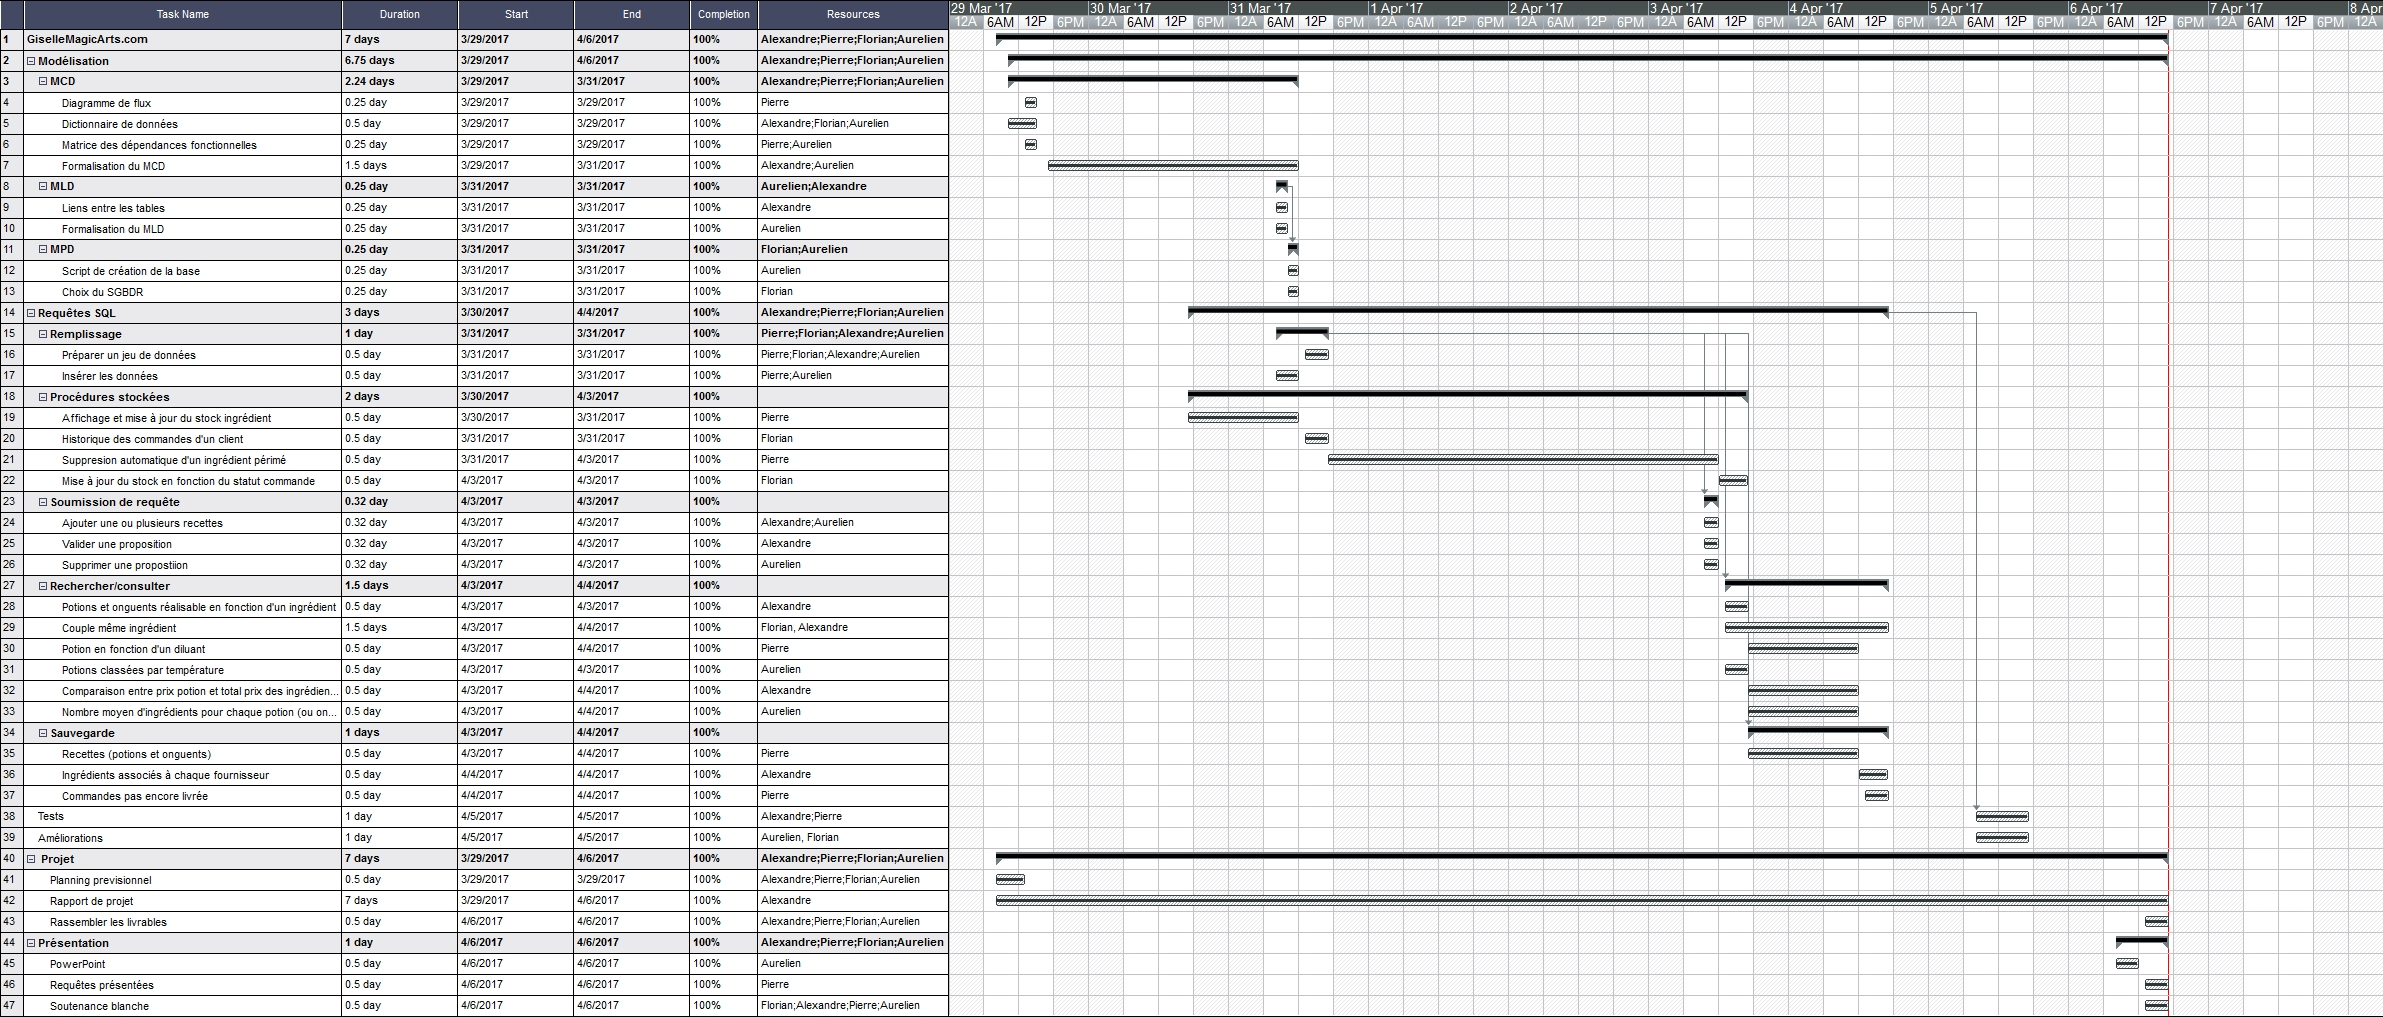 Task Name Duration Start End Completion Resources 29 Mar '17 30 Mar '17 31 Mar '17 1 Apr '17 2 Apr '17 3 Apr '17 4 Apr '17 5 Apr '17 6 Apr '17 7 Apr '17 8 Apr
12A 6AM 12P 6PM 12A 6AM 12P 6PM 12A 6AM 12P 6PM 12A 6AM 12P 6PM 12A 6AM 12P 6PM 12A 6AM 12P 6PM 12A 6AM 12P 6PM 12A 6AM 12P 6PM 12A 6AM 12P 6PM 12A 6AM 12P 6PM 12A
1 GiselleMagicArts.com 7 days 3/29/2017 4/6/2017 100% Alexandre;Pierre;Florian;Aurelien
2 Modélisation 6.75 days 3/29/2017 4/6/2017 100% Alexandre;Pierre;Florian;Aurelien
3 MCD 2.24 days 3/29/2017 3/31/2017 100% Alexandre;Pierre;Florian;Aurelien
4 Diagramme de flux 0.25 day 3/29/2017 3/29/2017 100% Pierre
5 Dictionnaire de données 0.5 day 3/29/2017 3/29/2017 100% Alexandre;Florian;Aurelien
6 Matrice des dépendances fonctionnelles 0.25 day 3/29/2017 3/29/2017 100% Pierre;Aurelien
7 Formalisation du MCD 1.5 days 3/29/2017 3/31/2017 100% Alexandre;Aurelien
8 MLD 0.25 day 3/31/2017 3/31/2017 100% Aurelien;Alexandre
9 Liens entre les tables 0.25 day 3/31/2017 3/31/2017 100% Alexandre
10 Formalisation du MLD 0.25 day 3/31/2017 3/31/2017 100% Aurelien
11 MPD 0.25 day 3/31/2017 3/31/2017 100% Florian;Aurelien
12 Script de création de la base 0.25 day 3/31/2017 3/31/2017 100% Aurelien
13 Choix du SGBDR 0.25 day 3/31/2017 3/31/2017 100% Florian
14 Requêtes SQL 3 days 3/30/2017 4/4/2017 100% Alexandre;Pierre;Florian;Aurelien
15 Remplissage 1 day 3/31/2017 3/31/2017 100% Pierre;Florian;Alexandre;Aurelien
16 Préparer un jeu de données 0.5 day 3/31/2017 3/31/2017 100% Pierre;Florian;Alexandre;Aurelien
17 Insérer les données 0.5 day 3/31/2017 3/31/2017 100% Pierre;Aurelien
18 Procédures stockées 2 days 3/30/2017 4/3/2017 100%
19 Affichage et mise à jour du stock ingrédient 0.5 day 3/30/2017 3/31/2017 100% Pierre
20 Historique des commandes d'un client 0.5 day 3/31/2017 3/31/2017 100% Florian
21 Suppresion automatique d'un ingrédient périmé 0.5 day 3/31/2017 4/3/2017 100% Pierre
22 Mise à jour du stock en fonction du statut commande 0.5 day 4/3/2017 4/3/2017 100% Florian
23 Soumission de requête 0.32 day 4/3/2017 4/3/2017 100%
24 Ajouter une ou plusieurs recettes 0.32 day 4/3/2017 4/3/2017 100% Alexandre;Aurelien
25 Valider une proposition 0.32 day 4/3/2017 4/3/2017 100% Alexandre
26 Supprimer une propostiion 0.32 day 4/3/2017 4/3/2017 100% Aurelien
27 Rechercher/consulter 1.5 days 4/3/2017 4/4/2017 100%
28 Potions et onguents réalisable en fonction d'un ingrédient 0.5 day 4/3/2017 4/3/2017 100% Alexandre
29 Couple même ingrédient 1.5 days 4/3/2017 4/4/2017 100% Florian, Alexandre
30 Potion en fonction d'un diluant 0.5 day 4/3/2017 4/4/2017 100% Pierre
31 Potions classées par température 0.5 day 4/3/2017 4/3/2017 100% Aurelien
32 Comparaison entre prix potion et total prix des ingrédien... 0.5 day 4/3/2017 4/4/2017 100% Alexandre
33 Nombre moyen d'ingrédients pour chaque potion (ou on... 0.5 day 4/3/2017 4/4/2017 100% Aurelien
34 Sauvegarde 1 days 4/3/2017 4/4/2017 100%
35 Recettes (potions et onguents) 0.5 day 4/3/2017 4/4/2017 100% Pierre
36 Ingrédients associés à chaque fournisseur 0.5 day 4/4/2017 4/4/2017 100% Alexandre
37 Commandes pas encore livrée 0.5 day 4/4/2017 4/4/2017 100% Pierre
38 Tests 1 day 4/5/2017 4/5/2017 100% Alexandre;Pierre
39 Améliorations 1 day 4/5/2017 4/5/2017 100% Aurelien, Florian
40 Projet 7 days 3/29/2017 4/6/2017 100% Alexandre;Pierre;Florian;Aurelien
41 Planning previsionnel 0.5 day 3/29/2017 3/29/2017 100% Alexandre;Pierre;Florian;Aurelien
42 Rapport de projet 7 days 3/29/2017 4/6/2017 100% Alexandre
43 Rassembler les livrables 0.5 day 4/6/2017 4/6/2017 100% Alexandre;Pierre;Florian;Aurelien
44 Présentation 1 day 4/6/2017 4/6/2017 100% Alexandre;Pierre;Florian;Aurelien
45 PowerPoint 0.5 day 4/6/2017 4/6/2017 100% Aurelien
46 Requêtes présentées 0.5 day 4/6/2017 4/6/2017 100% Pierre
47 Soutenance blanche 0.5 day 4/6/2017 4/6/2017 100% Florian;Alexandre;Pierre;Aurelien